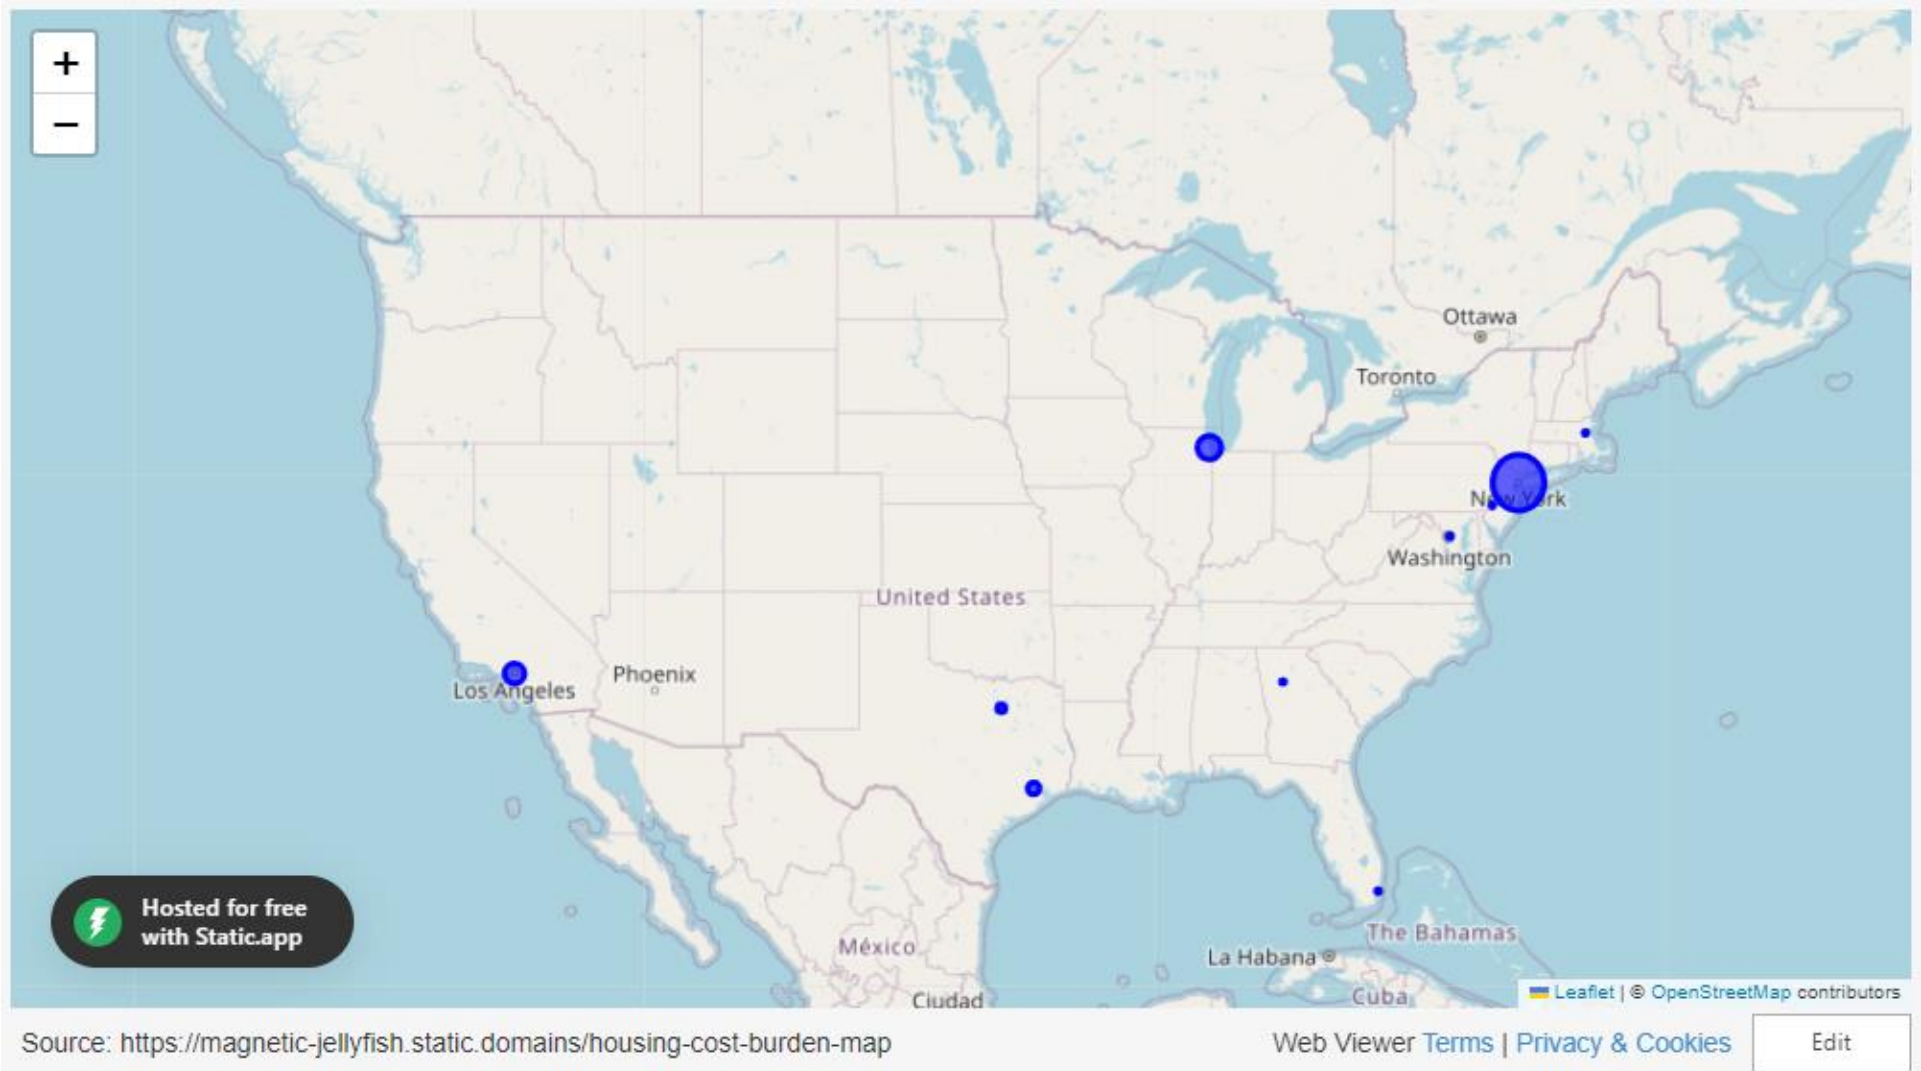 +
−
Ottawa
Toronto
New York
Washington
United States
Phoenix
Los Angeles
Hosted for free
with Static.app
The Bahamas
México
La Habana
Cuba
Ciudad
Leaflet | © OpenStreetMap contributors
Source: https://magnetic-jellyfish.static.domains/housing-cost-burden-map
Web Viewer Terms | Privacy & Cookies
Edit